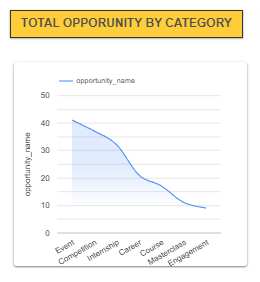 TOTAL OPPORUNITY BY CATEGORY
opportunity_name
50
40
30
20
10
0
opportunity_name
Event
Competition
Internship
Career
Course
Masterclass
Engagement